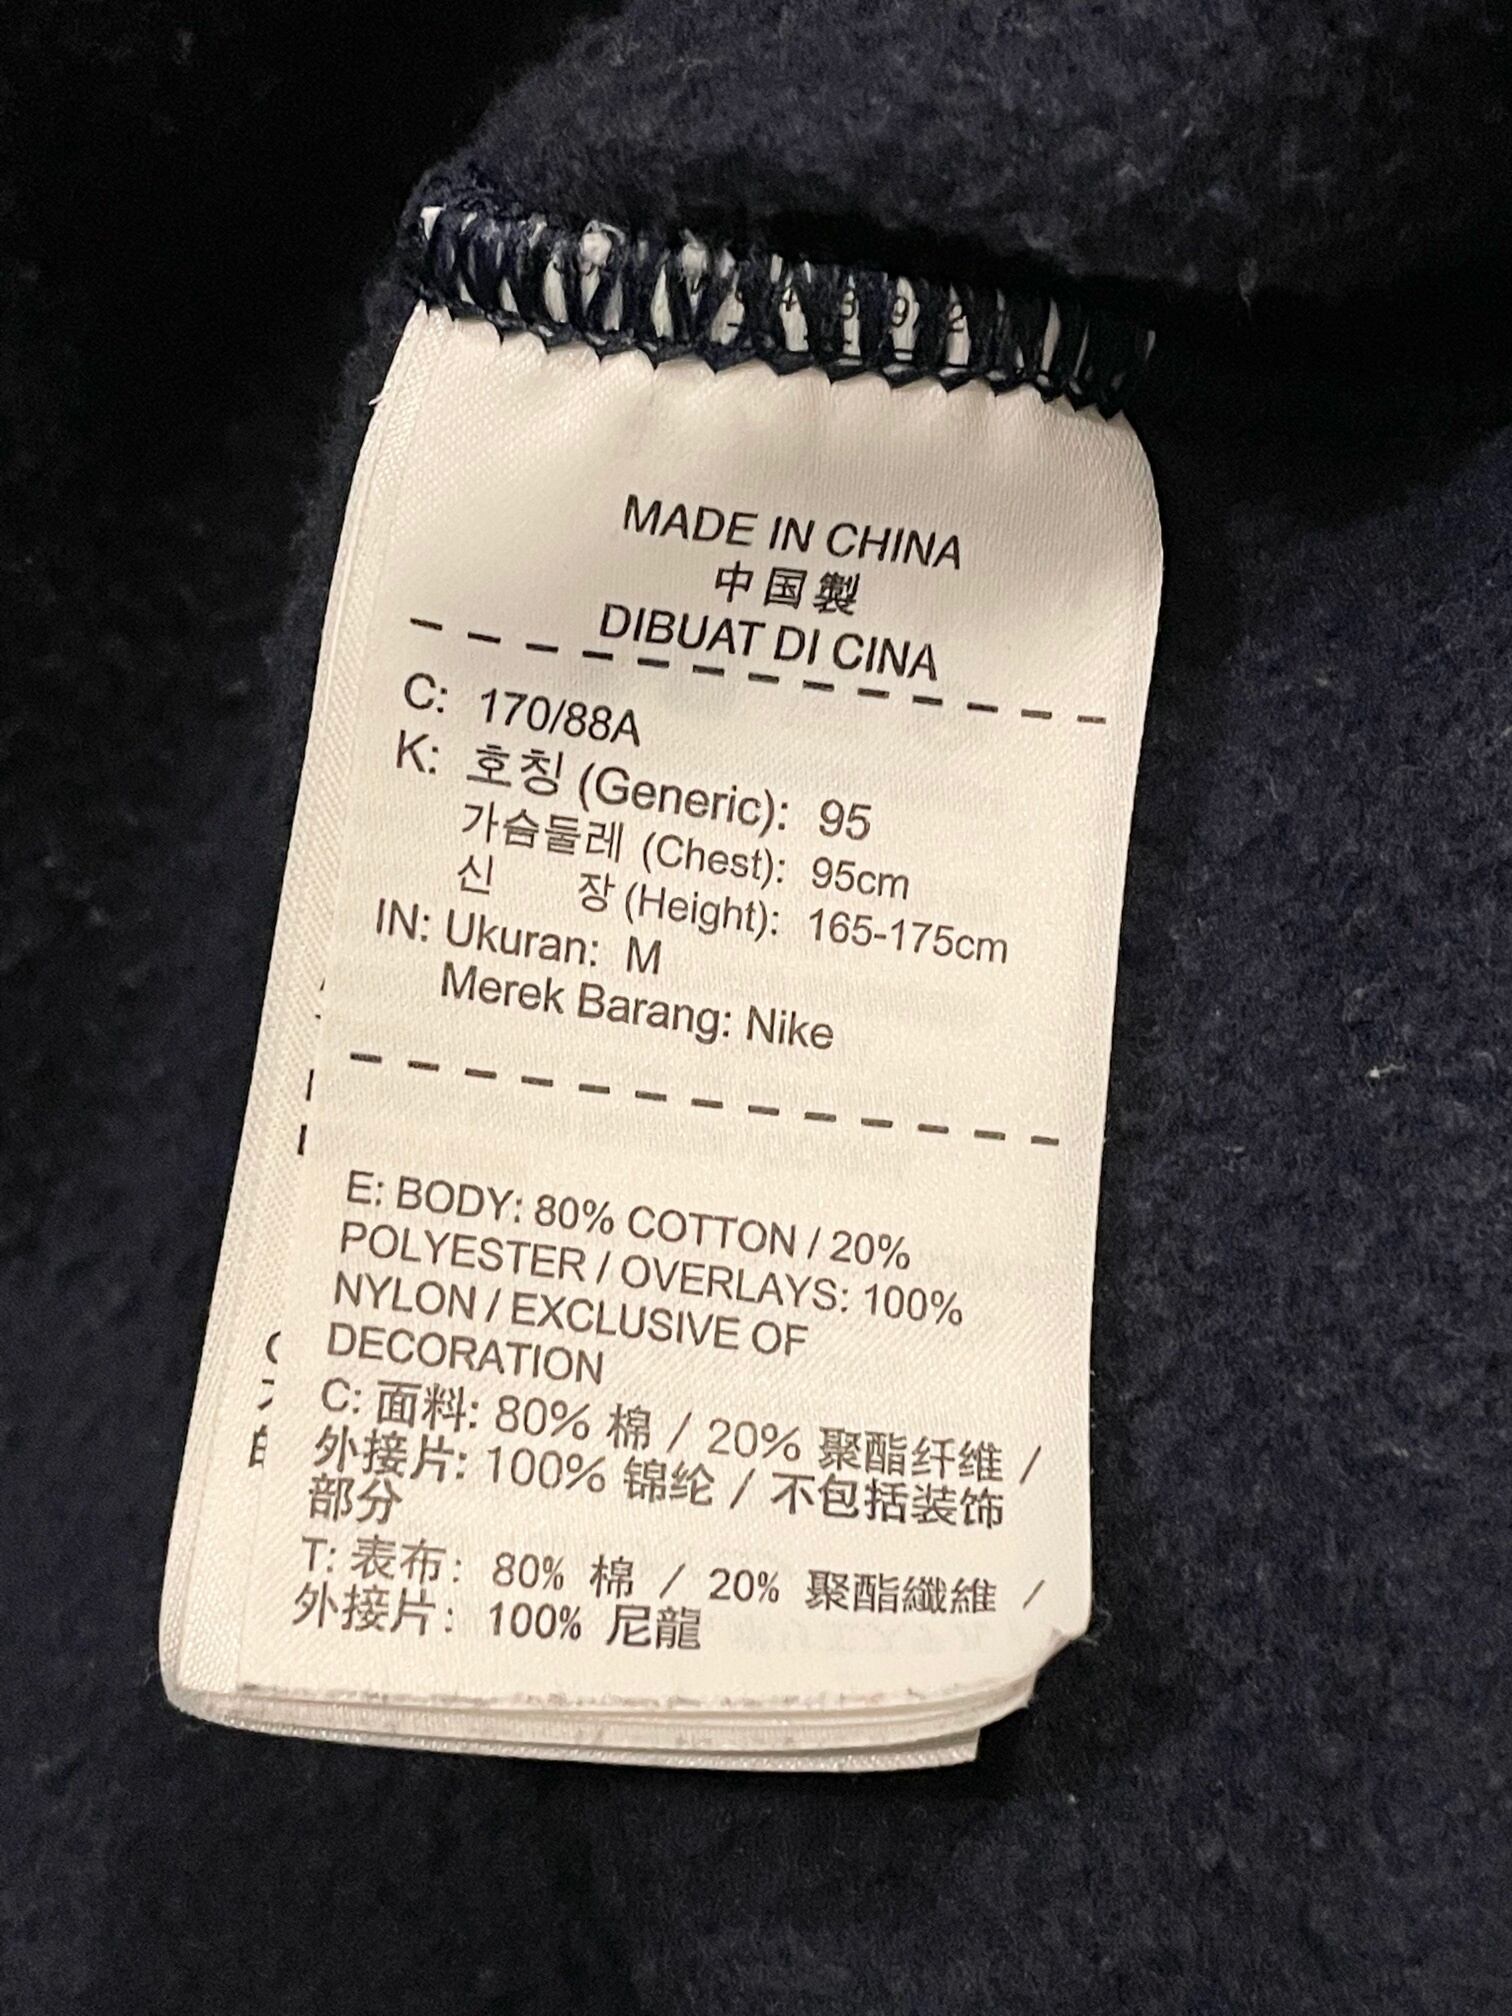 MADE IN CHINA
中国製
DIBUAT DI CINA
C: 170/88A
K: 호칭 (Generic): 95
가슴둘레 (Chest): 95cm
신 장 (Height): 165-175cm
IN: Ukuran: M
Merek Barang: Nike
E: BODY: 80% COTTON / 20%
POLYESTER / OVERLAYS: 100%
NYLON / EXCLUSIVE OF
DECORATION
C: 面料: 80% 棉 / 20% 聚酯纤维 /
外接片: 100% 锦纶 / 不包括装饰
部分
T: 表布: 80% 棉 / 20% 聚酯纖維 /
外接片: 100% 尼龍